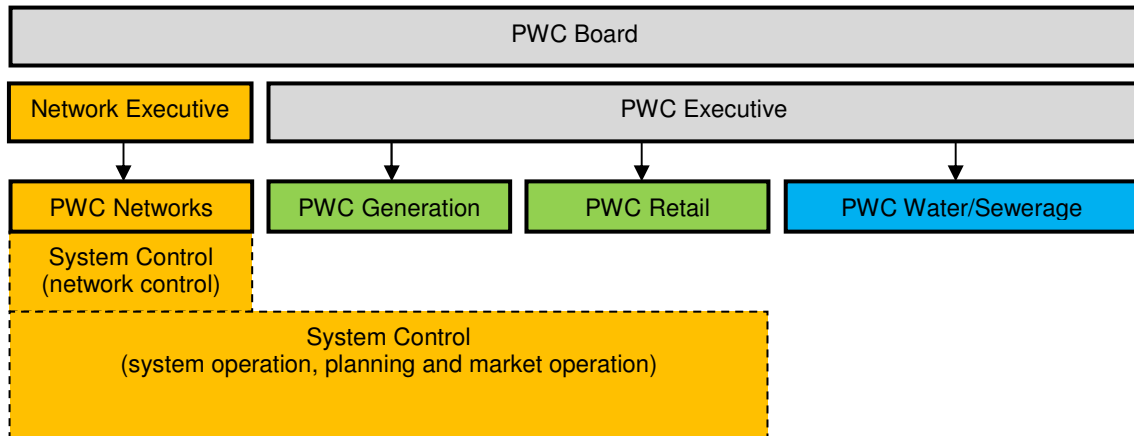 PWC Board
Network Executive
PWC Executive
PWC Networks
PWC Generation
PWC Retail
PWC Water/Sewerage
System Control
(network control)
System Control
(system operation, planning and market operation)